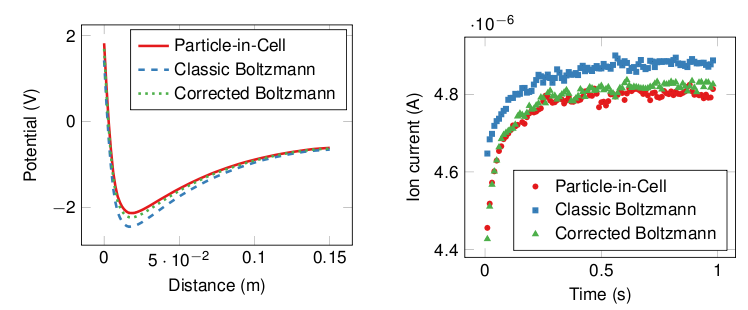 2
0
−2
Potential (V)
Particle-in-Cell
Classic Boltzmann
Corrected Boltzmann
0
5 · 10−2
0.1
0.15
Distance (m)
·10−6
4.8
4.6
4.4
Ion current (A)
Particle-in-Cell
Classic Boltzmann
Corrected Boltzmann
0
0.5
1
Time (s)